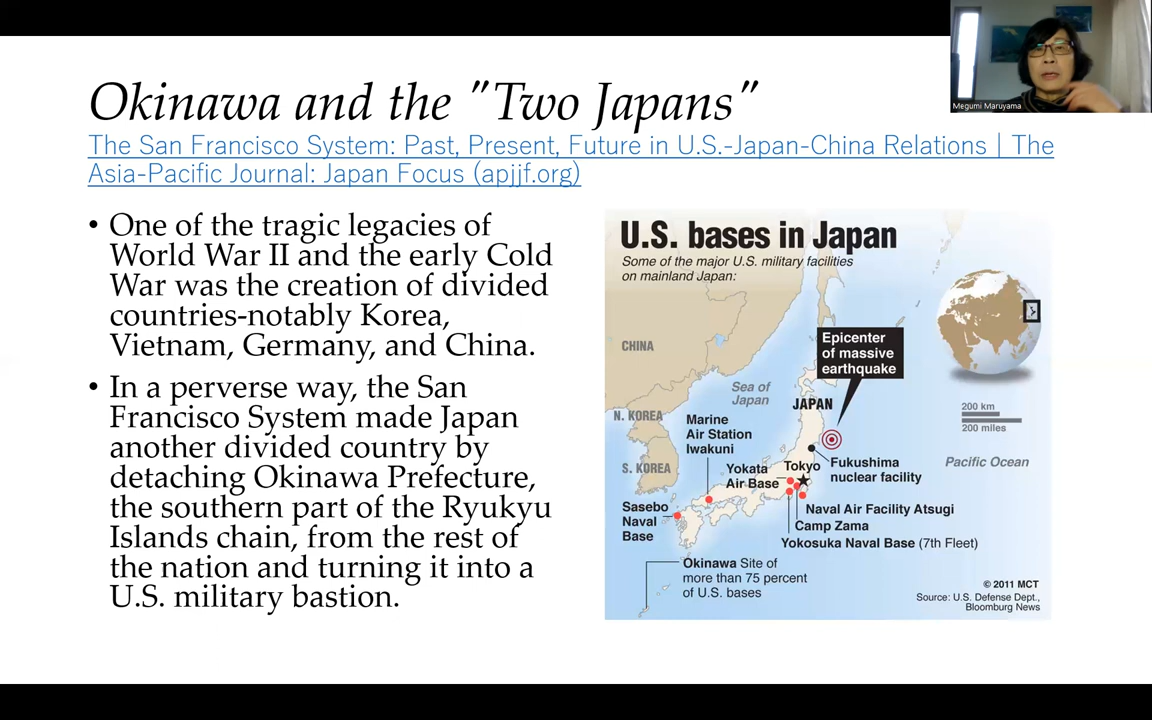 Megumi Maruyama
Okinawa and the "Two Japans"
The San Francisco System: Past, Present, Future in U.S.-Japan-China Relations | The
Asia-Pacific Journal: Japan Focus (apjjf.org)
• One of the tragic legacies of
World War II and the early Cold
War was the creation of divided
countries-notably Korea,
Vietnam, Germany, and China.
• In a perverse way, the San
Francisco System made Japan
another divided country by
detaching Okinawa Prefecture,
the southern part of the Ryukyu
Islands chain, from the rest of
the nation and turning it into a
U.S. military bastion.
U.S. bases in Japan
Some of the major U.S. military facilities
on mainland Japan:
Epicenter
of massive
earthquake
CHINA
Sea of
Japan
JAPAN
200 km
200 miles
N. KOREA
Marine
Air Station
Iwakuni
S. KOREA
Yokata
Air Base
Tokyo
Fukushima
nuclear facility
Pacific Ocean
Sasebo
Naval
Base
Naval Air Facility Atsugi
Camp Zama
Yokosuka Naval Base (7th Fleet)
Okinawa Site of
more than 75 percent
of U.S. bases
© 2011 MCT
Source: U.S. Defense Dept.,
Bloomberg News